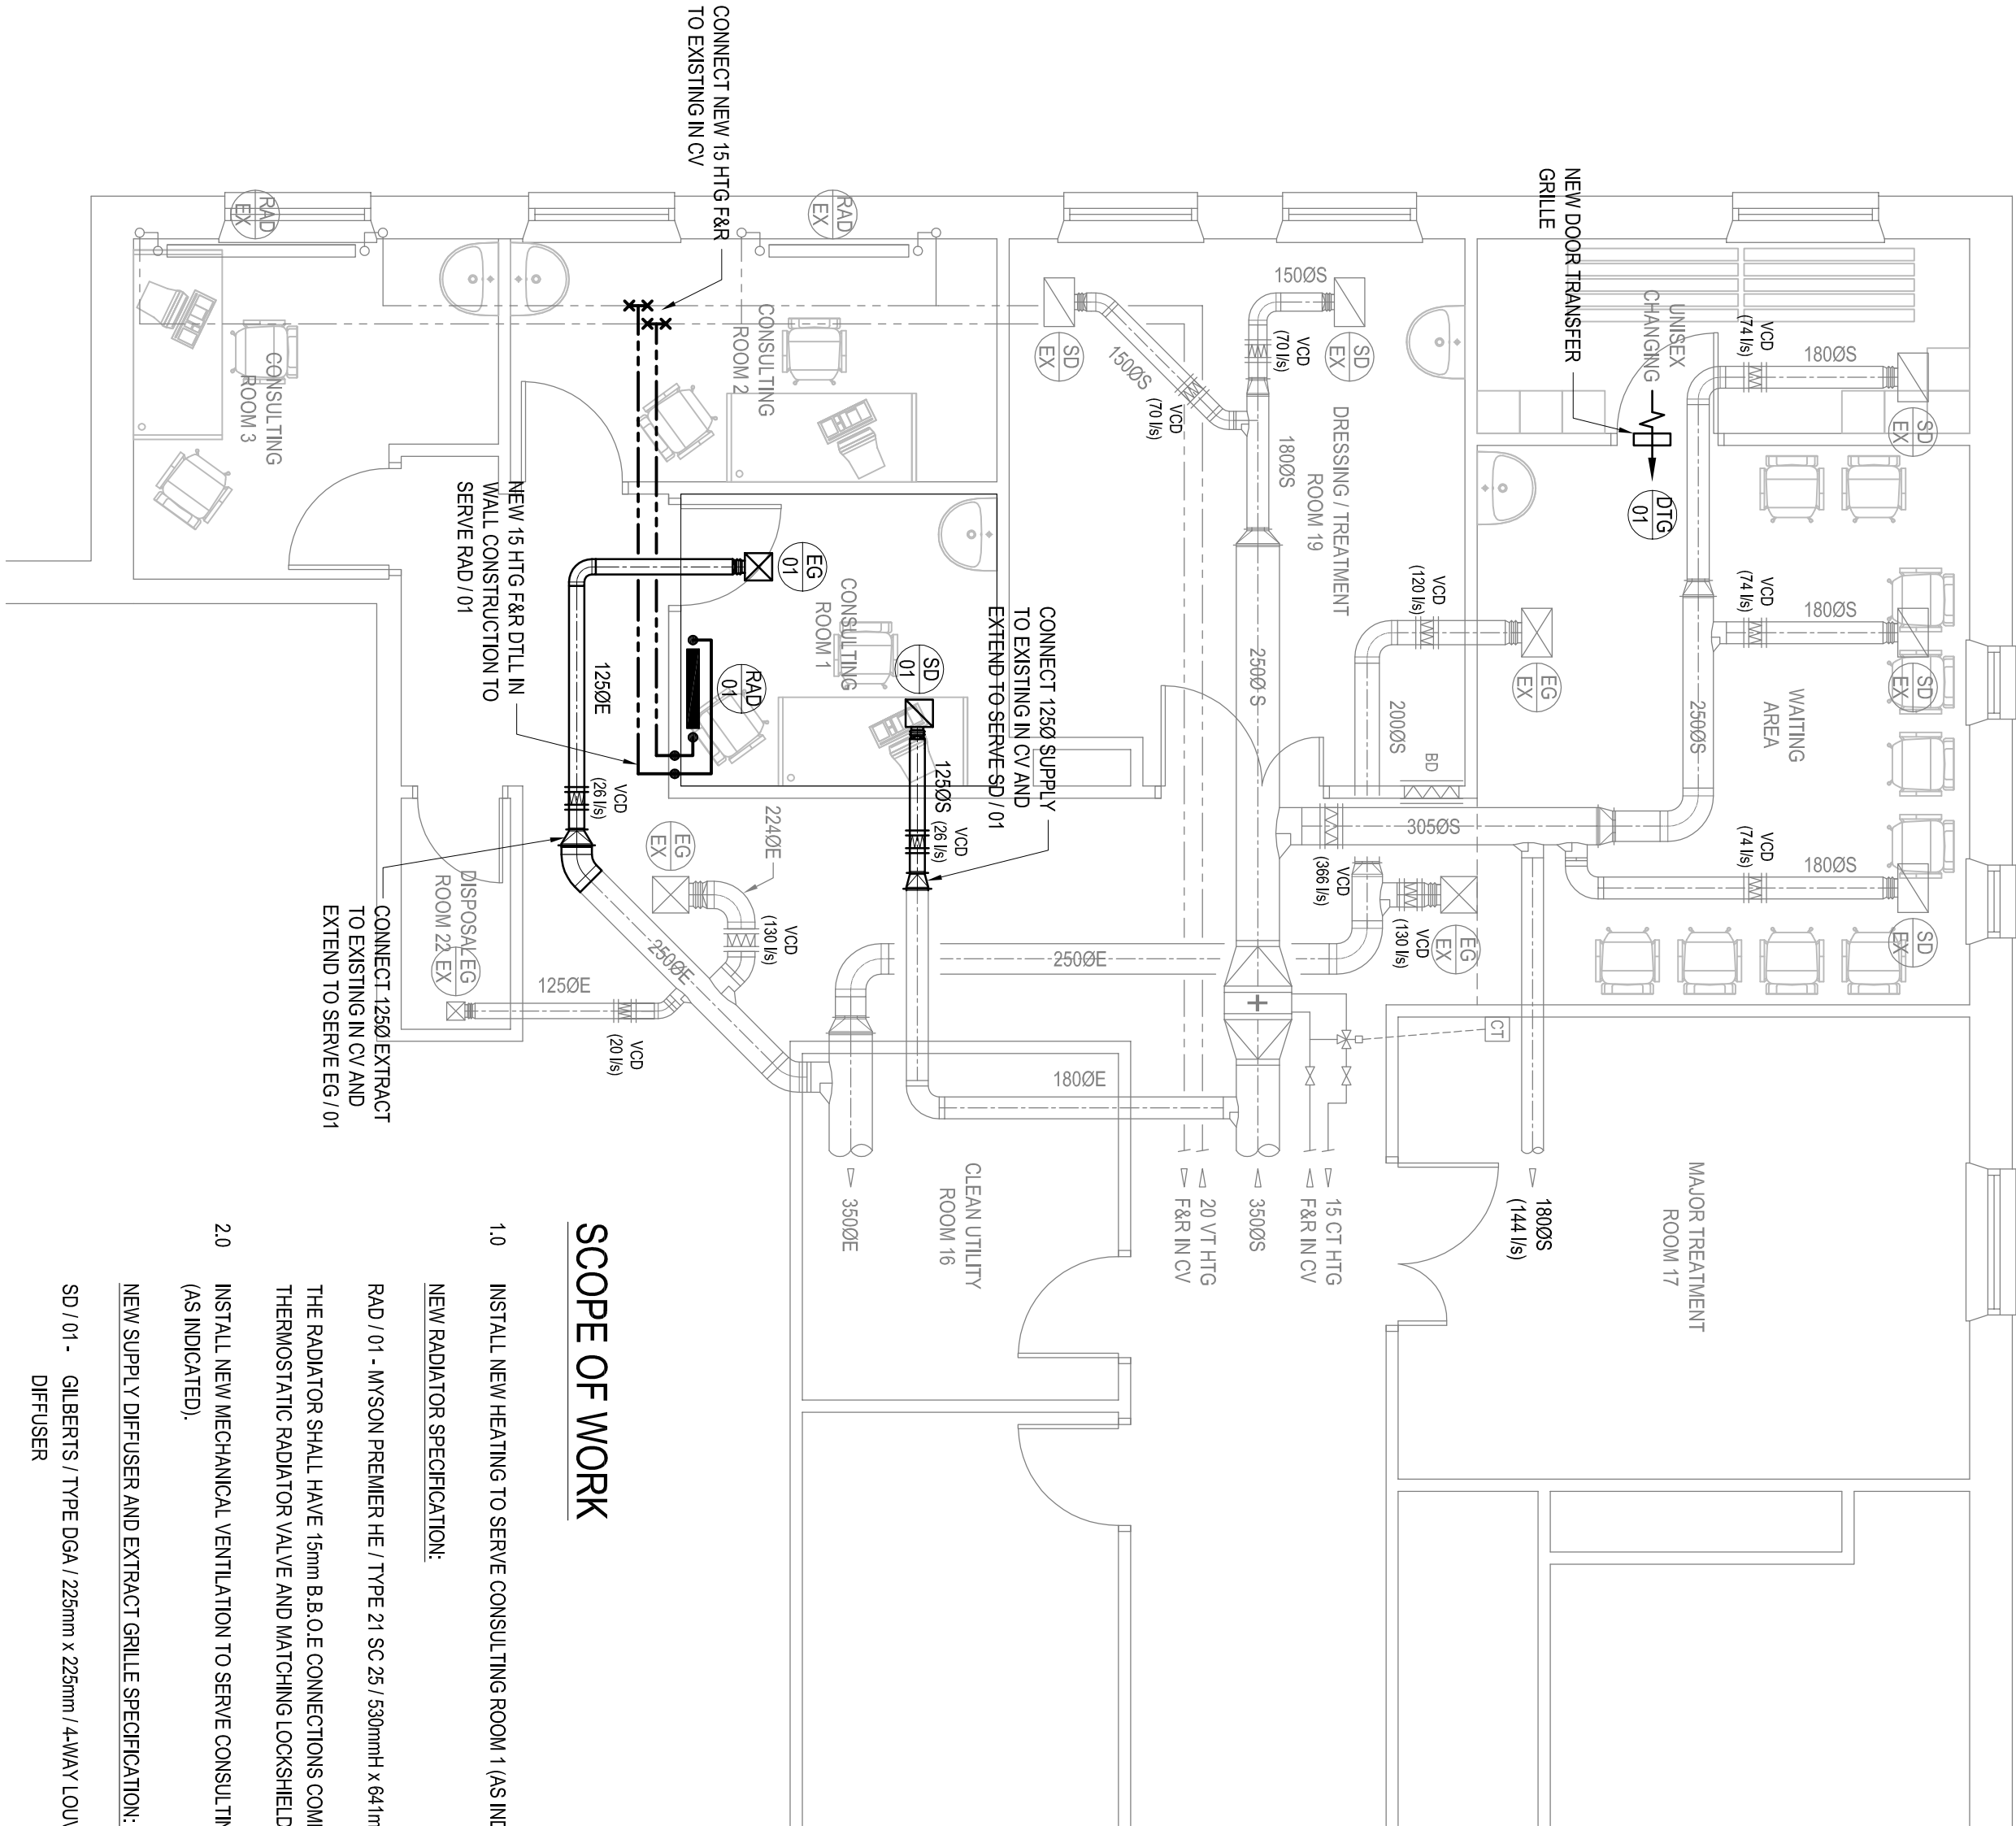 CONNECT NEW 15 HTG F&R
TO EXISTING IN CV
NEW DOOR TRANSFER
GRILLE
RAD
EX
RAD
EX
CONSULTING
ROOM 3
CONSULTING
ROOM 2
SD
EX
150ØS
150ØS
VCD
(70 l/s)
VCD
(70 l/s)
SD
EX
180ØS
DRESSING / TREATMENT
ROOM 19
UNISEX
CHANGING
VCD
(74 l/s)
180ØS
SD
EX
DTG
01
NEW 15 HTG F&R DTLL IN
WALL CONSTRUCTION TO
SERVE RAD / 01
EG
01
CONSULTING
ROOM 1
RAD
01
SD
01
CONNECT 125Ø SUPPLY
TO EXISTING IN CV AND
EXTEND TO SERVE SD / 01
125ØE
VCD
(26 l/s)
125ØS
VCD
(26 l/s)
250Ø S
VCD
(120 l/s)
EG
EX
200ØS
BD
VCD
(74 l/s)
180ØS
SD
EX
250ØS
WAITING
AREA
305ØS
VCD
(366 l/s)
VCD
(74 l/s)
180ØS
SD
EX
VCD
(130 l/s)
EG
EX
224ØE
EG
EX
VCD
(130 l/s)
250ØE
250ØE
DISPOSAL
ROOM 22
EG
EX
125ØE
VCD
(20 l/s)
CONNECT 125Ø EXTRACT
TO EXISTING IN CV AND
EXTEND TO SERVE EG / 01
180ØE
CT
350ØE
CLEAN UTILITY
ROOM 16
20 VT HTG
F&R IN CV
350ØS
15 CT HTG
F&R IN CV
180ØS
(144 l/s)
MAJOR TREATMENT
ROOM 17
SCOPE OF WORK
1.0 INSTALL NEW HEATING TO SERVE CONSULTING ROOM 1 (AS
NEW RADIATOR SPECIFICATION:
RAD / 01 - MYSON PREMIER HE / TYPE 21 SC 25 / 530mmH x
THE RADIATOR SHALL HAVE 15mm B.B.O.E CONNECTIONS
THERMOSTATIC RADIATOR VALVE AND MATCHING LOCKSHIELD
2.0 INSTALL NEW MECHANICAL VENTILATION TO SERVE
(AS INDICATED).
NEW SUPPLY DIFFUSER AND EXTRACT GRILLE SPECIFICATION:
SD / 01 - GILBERTS / TYPE DGA / 225mm x 225mm / 4-WAY
DIFFUSER